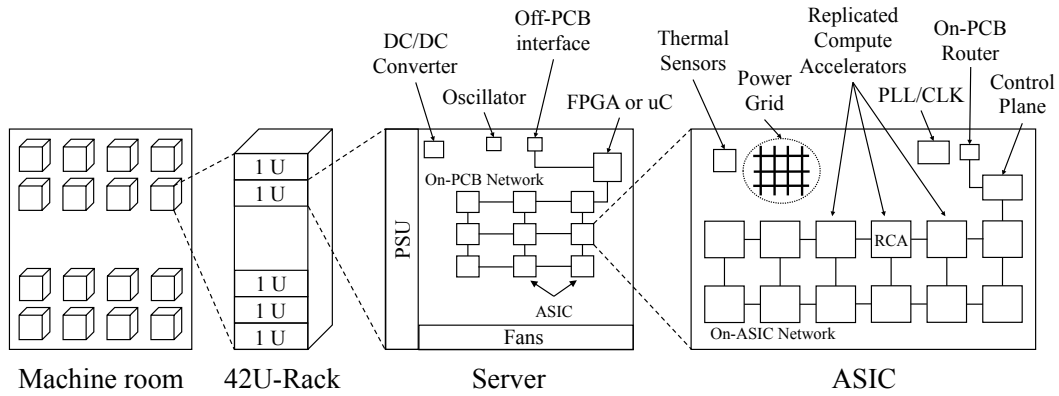 DC/DC
Converter
Oscillator
Off-PCB
interface
FPGA or uC
Thermal
Sensors
Power
Grid
Replicated
Compute
Accelerators
PLL/CLK
On-PCB
Router
Control
Plane
1 U
1 U
1 U
1 U
1 U
PSU
On-PCB Network
ASIC
Fans
RCA
On-ASIC Network
Machine room
42U-Rack
Server
ASIC